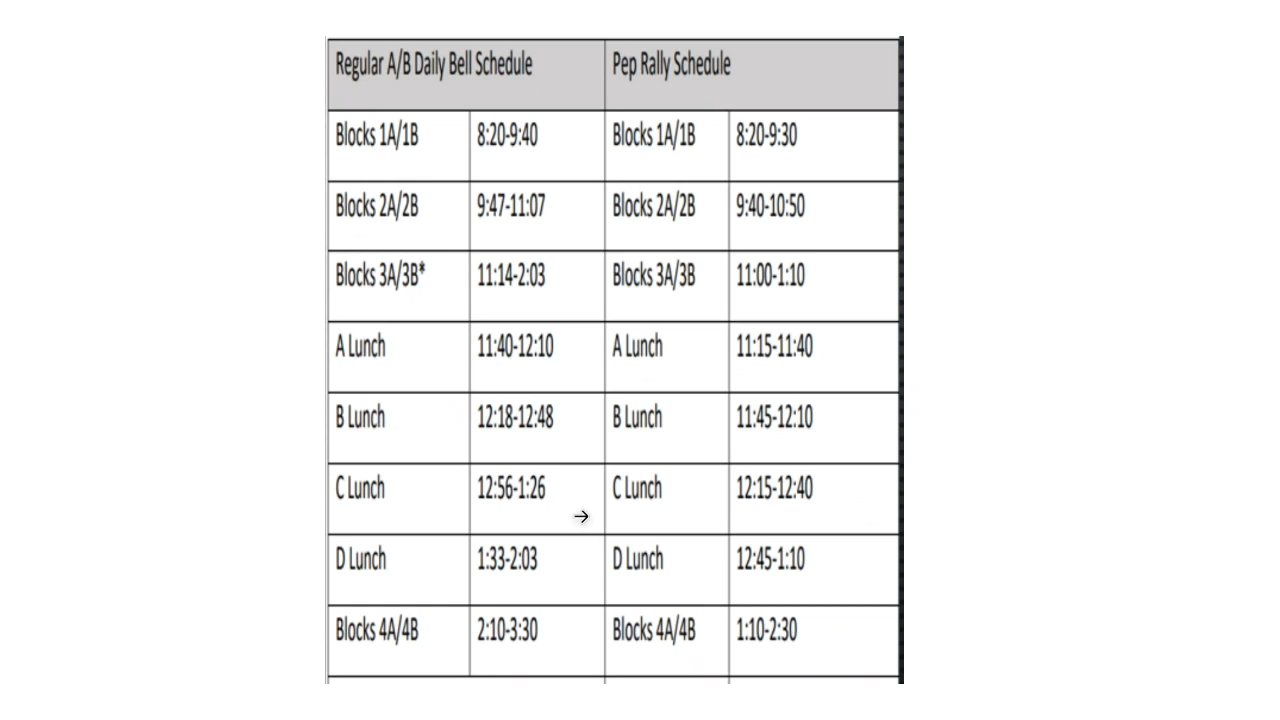 Regular A/B Daily Bell Schedule Pep Rally Schedule
Blocks 1A/1B 8:20-9:40 Blocks 1A/1B 8:20-9:30
Blocks 2A/2B 9:47-11:07 Blocks 2A/2B 9:40-10:50
Blocks 3A/3B* 11:14-2:03 Blocks 3A/3B 11:00-1:10
A Lunch 11:40-12:10 A Lunch 11:15-11:40
B Lunch 12:18-12:48 B Lunch 11:45-12:10
C Lunch 12:56-1:26 C Lunch 12:15-12:40
D Lunch 1:33-2:03 D Lunch 12:45-1:10
Blocks 4A/4B 2:10-3:30 Blocks 4A/4B 1:10-2:30